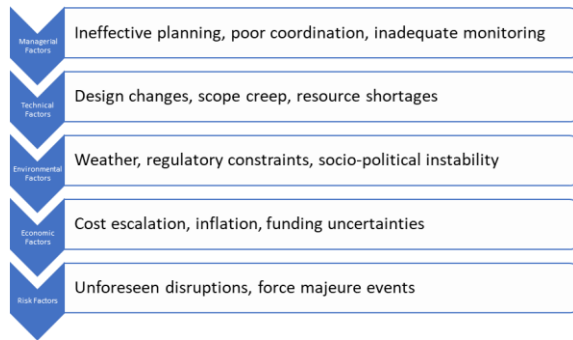 Managerial
Factors
Ineffective planning, poor coordination, inadequate monitoring
Technical
Factors
Design changes, scope creep, resource shortages
Environmental
Factors
Weather, regulatory constraints, socio-political instability
Economic
Factors
Cost escalation, inflation, funding uncertainties
Risk Factors
Unforeseen disruptions, force majeure events